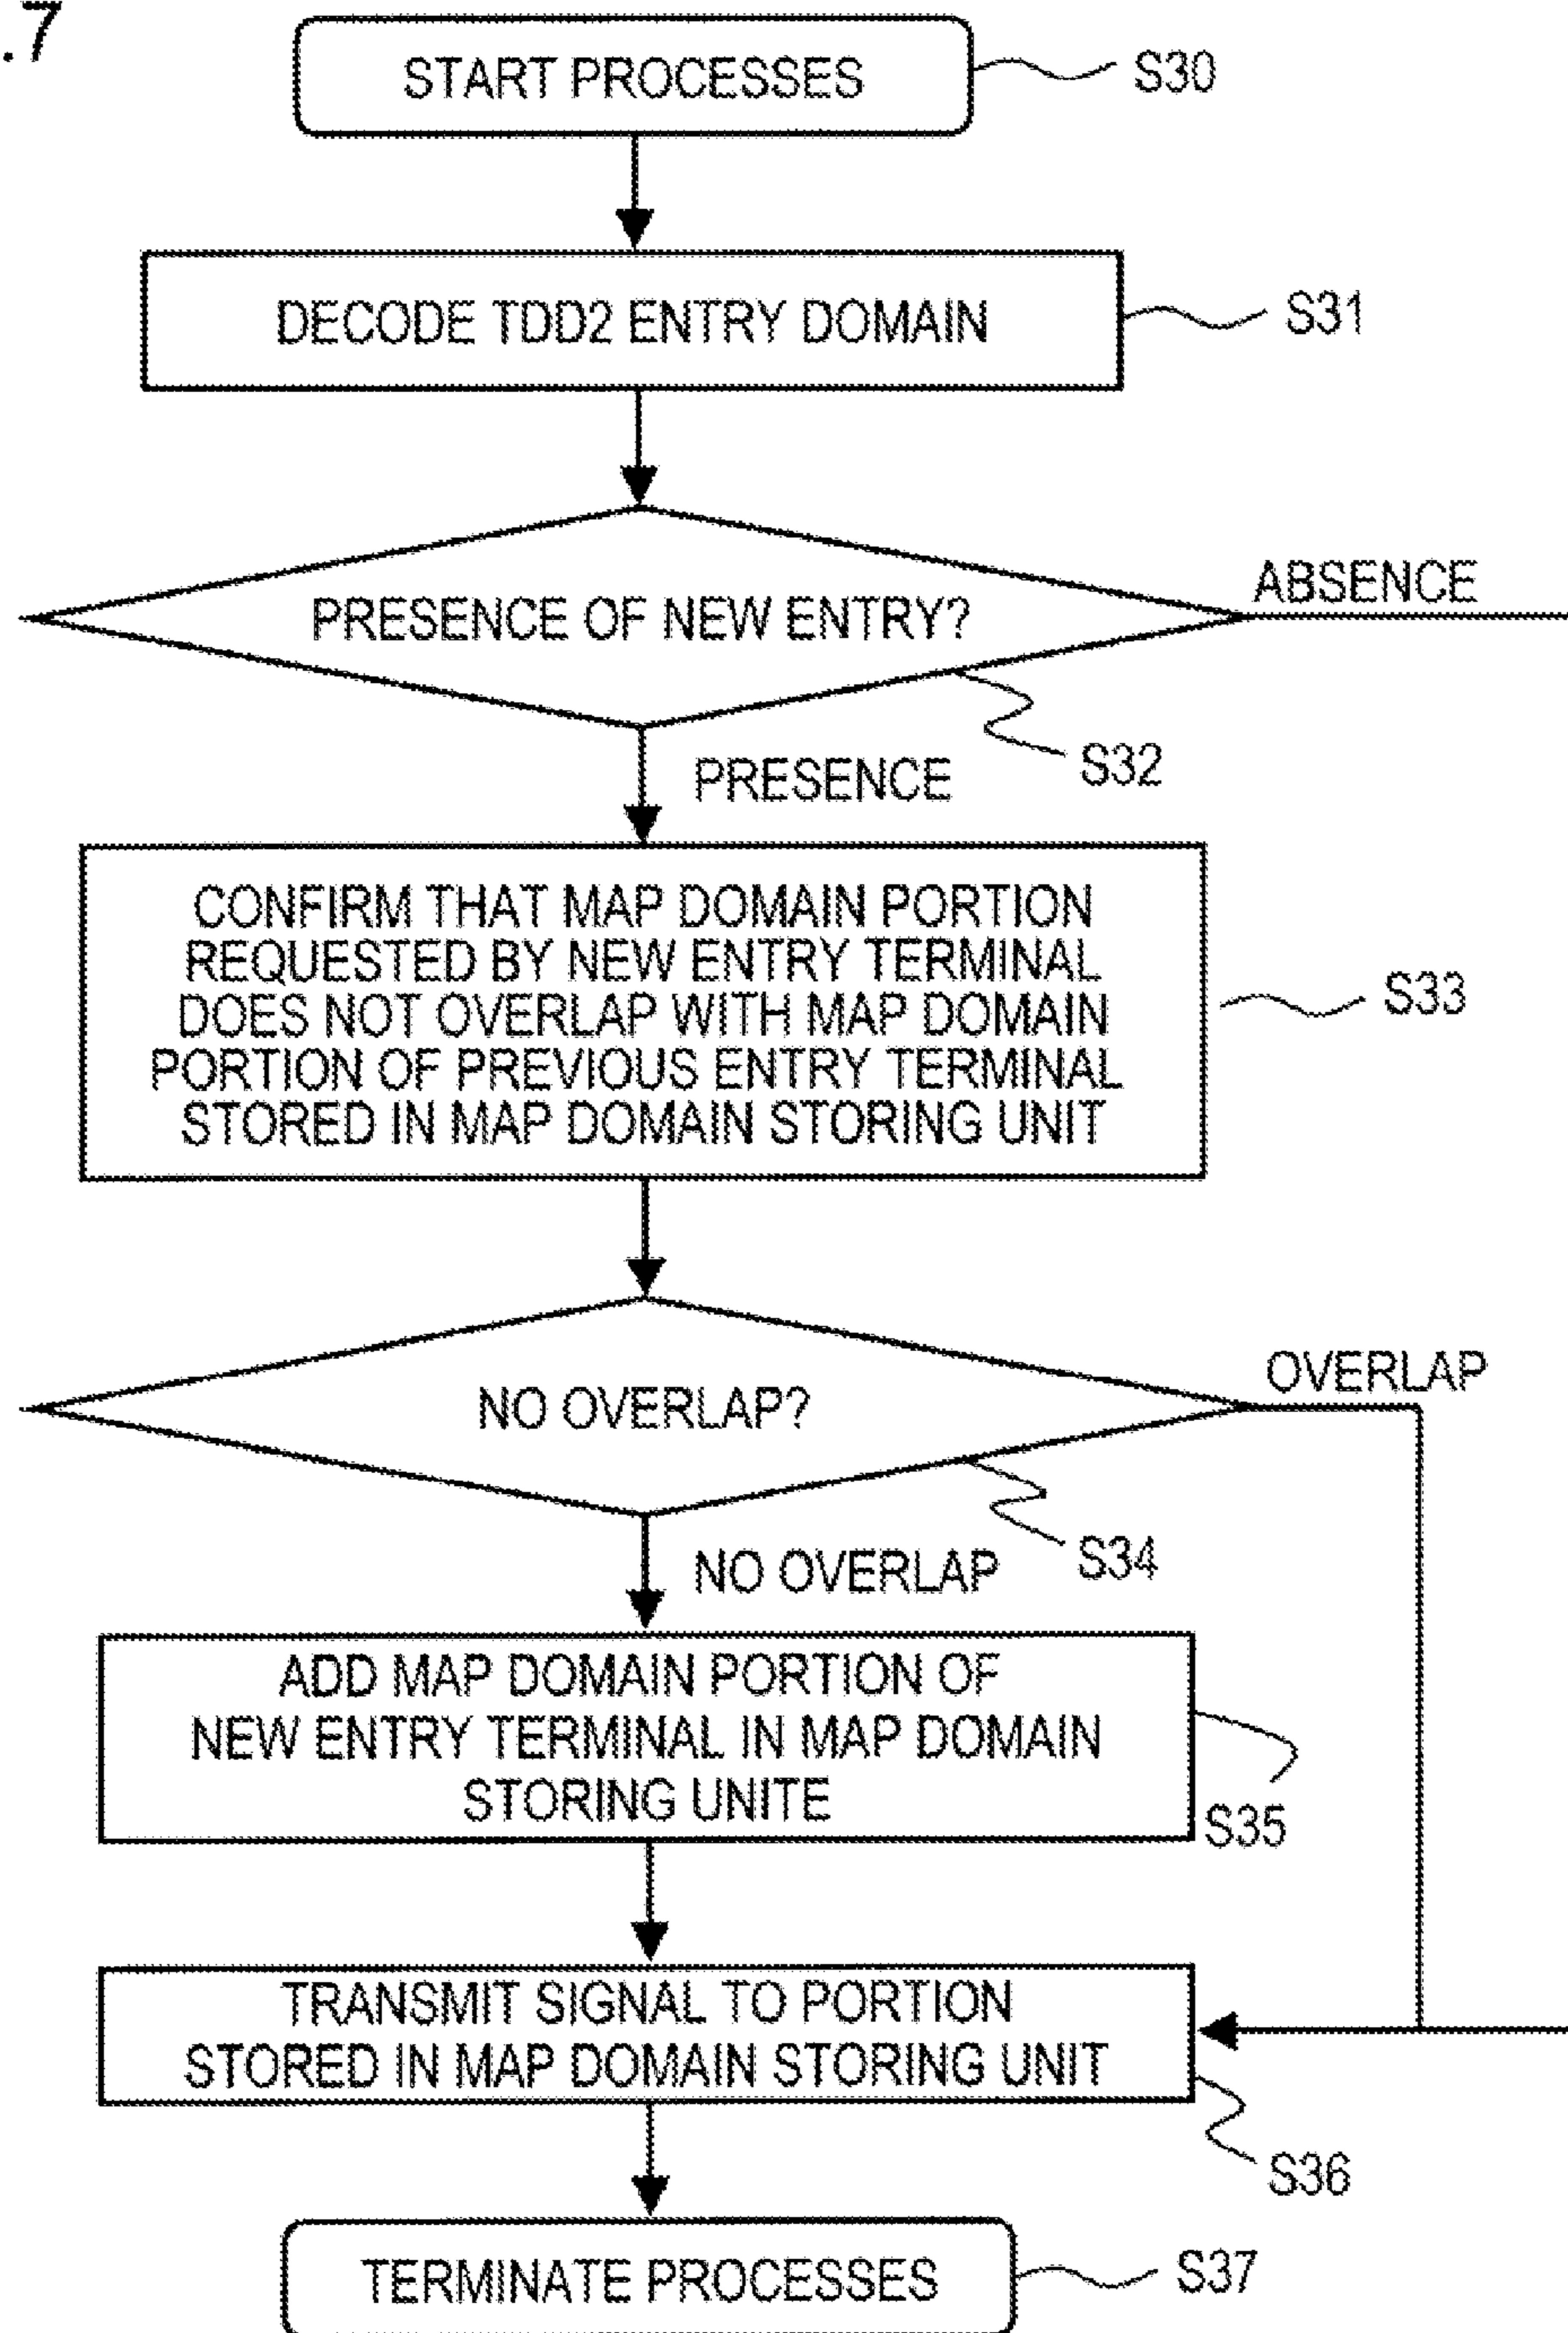 .7
START PROCESSES
S30
DECODE TDD2 ENTRY DOMAIN
S31
PRESENCE OF NEW ENTRY?
ABSENCE
S32
PRESENCE
CONFIRM THAT MAP DOMAIN PORTION
REQUESTED BY NEW ENTRY TERMINAL
DOES NOT OVERLAP WITH MAP DOMAIN
PORTION OF PREVIOUS ENTRY TERMINAL
STORED IN MAP DOMAIN STORING UNIT
S33
NO OVERLAP?
OVERLAP
S34
NO OVERLAP
ADD MAP DOMAIN PORTION OF
NEW ENTRY TERMINAL IN MAP DOMAIN
STORING UNITE
S35
TRANSMIT SIGNAL TO PORTION
STORED IN MAP DOMAIN STORING UNIT
S36
TERMINATE PROCESSES
S37